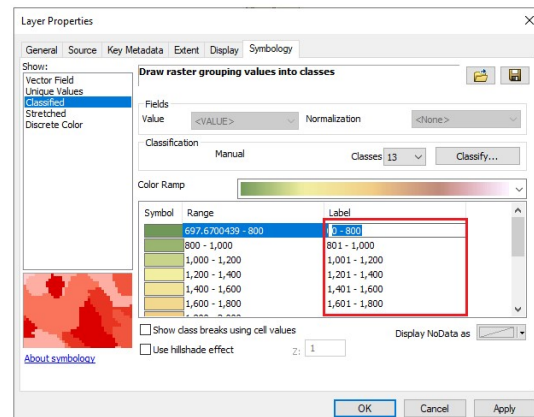 Layer Properties
General Source Key Metadata Extent Display Symbology
Show:
Vector Field
Unique Values
Classified
Stretched
Discrete Color
Draw raster grouping values into classes
Fields
Value <VALUE> Normalization <None>
Classification
Manual Classes 13 Classify...
Color Ramp
Symbol Range Label
697.6700439 - 800 0 - 800
800 - 1,000 801 - 1,000
1,000 - 1,200 1,001 - 1,200
1,200 - 1,400 1,201 - 1,400
1,400 - 1,600 1,401 - 1,600
1,600 - 1,800 1,601 - 1,800
Show class breaks using cell values
Display NoData as
Use hillshade effect Z: 1
About symbology
OK Cancel Apply